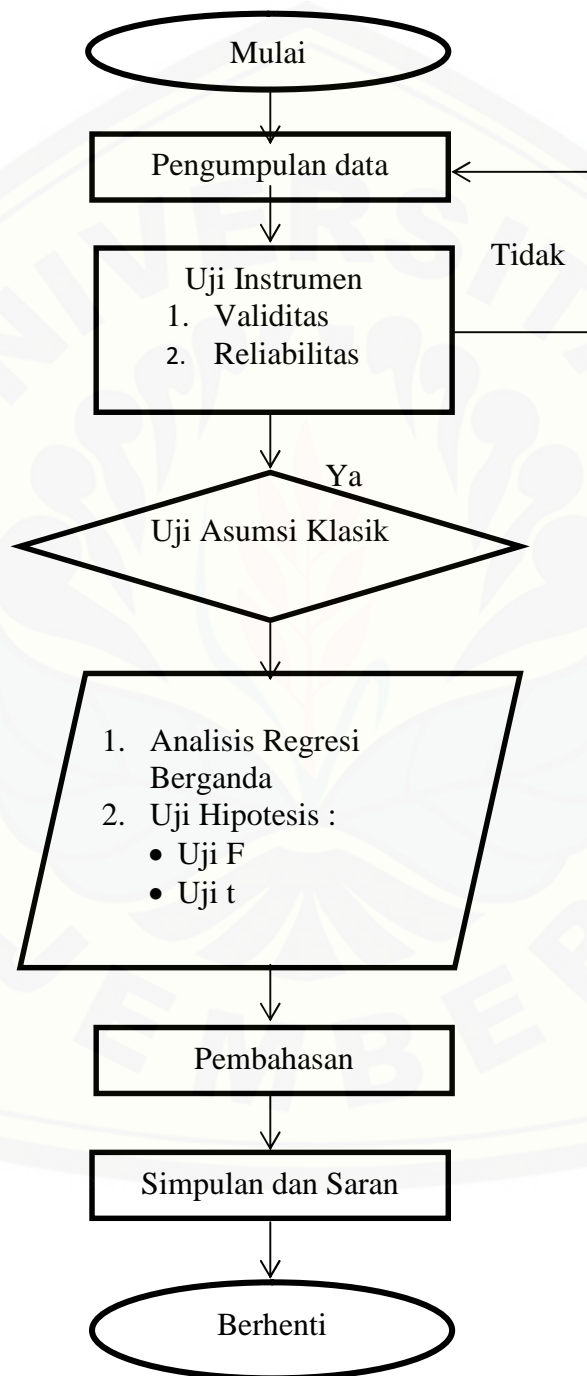 Mulai
Pengumpulan data
Tidak
Uji Instrumen
1. Validitas
2. Reliabilitas
Ya
Uji Asumsi Klasik
1. Analisis Regresi
Berganda
2. Uji Hipotesis :
• Uji F
• Uji t
Pembahasan
Simpulan dan Saran
Berhenti